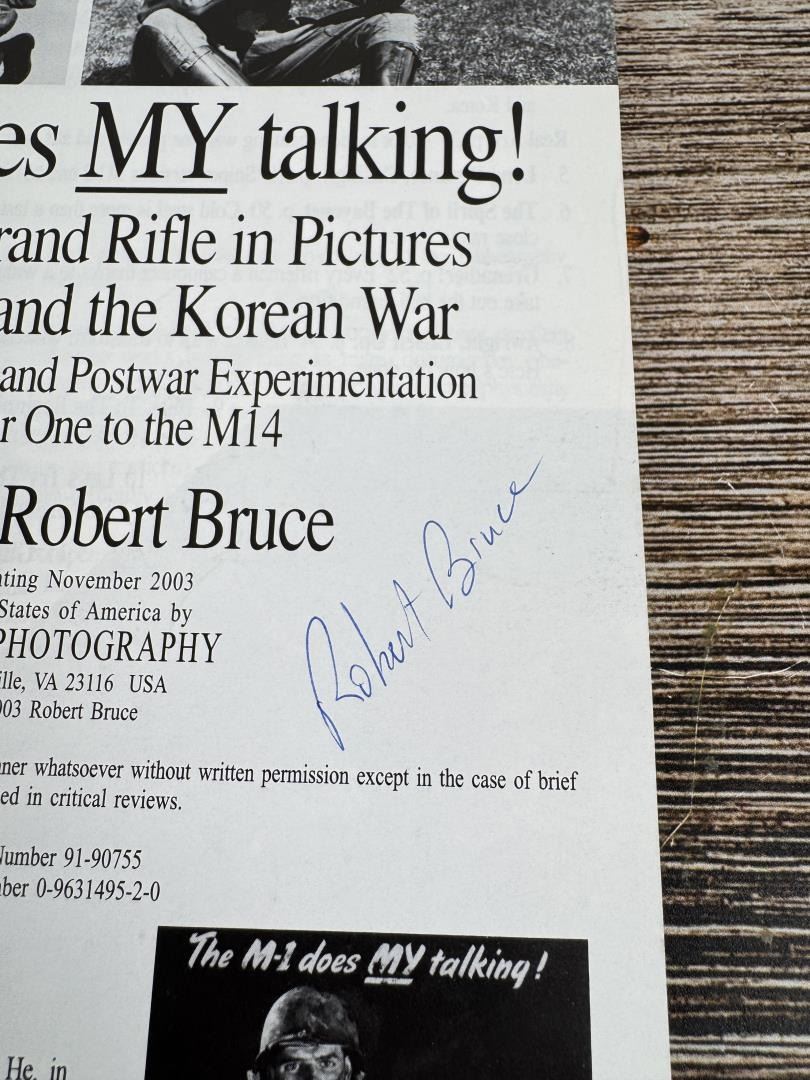 es MY talking!
rand Rifle in Pictures
and the Korean War
and Postwar Experimentation
r One to the M14
Robert Bruce
nting November 2003
States of America by
PHOTOGRAPHY
ille, VA 23116 USA
003 Robert Bruce
Robert Bruce
nner whatsoever without written permission except in the case of brief
ed in critical reviews.
Number 91-90755
ber 0-9631495-2-0
The M-1 does MY talking!
He, in